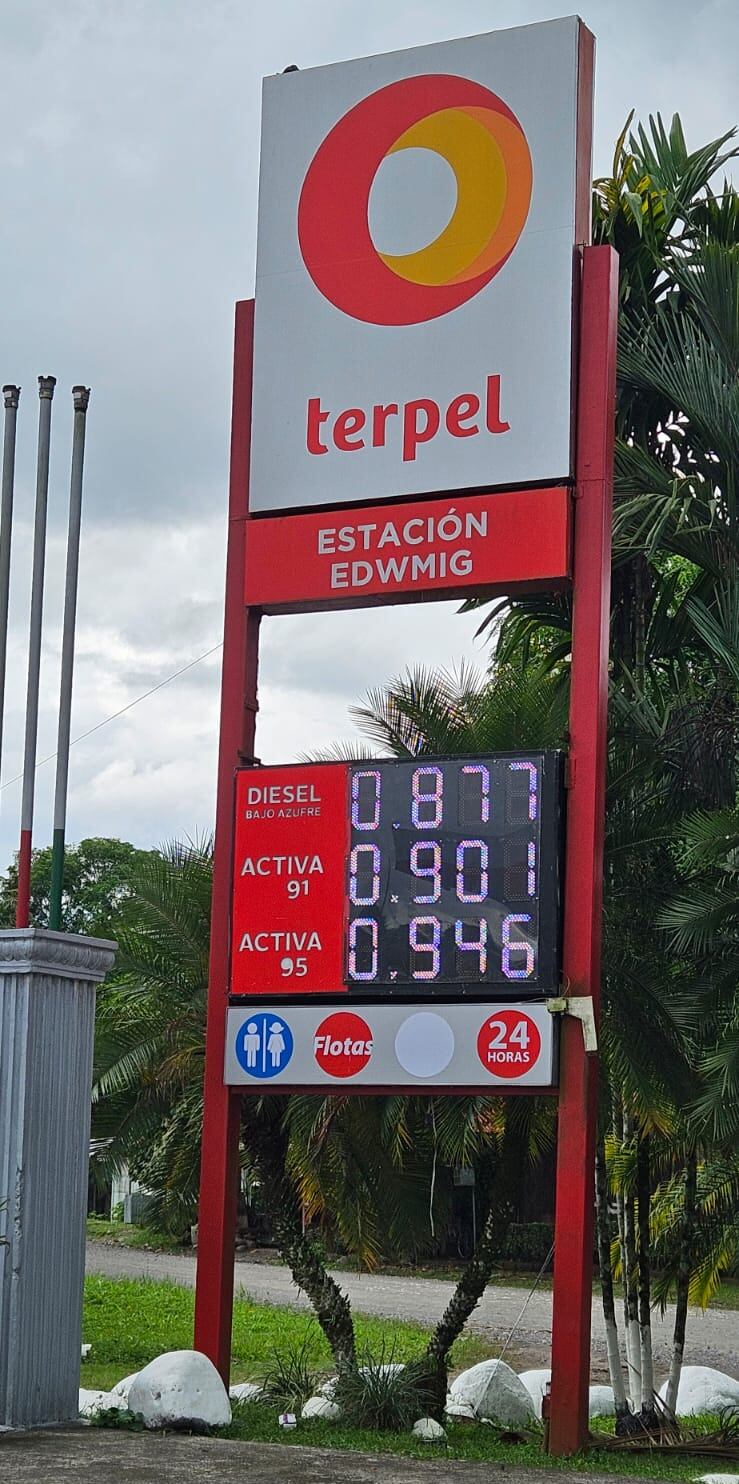 terpel
ESTACIÓN
EDWMIG
DIESEL 0.877
BAJO AZUFRE
ACTIVA 0.901
91
ACTIVA 0.946
95
Flotas
24
HORAS